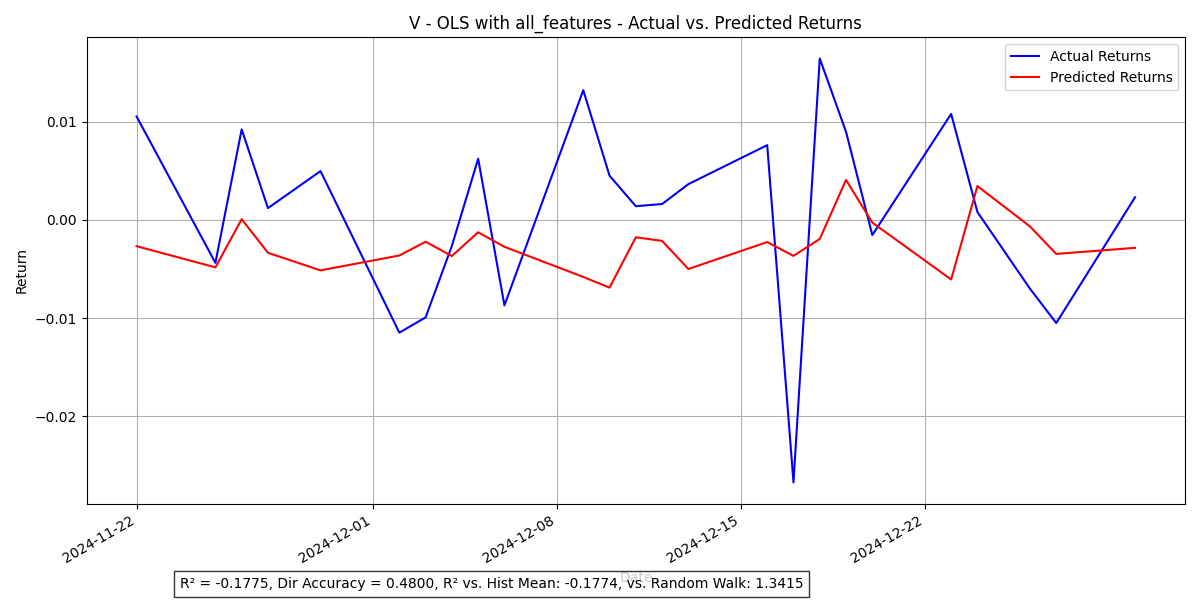 V - OLS with all_features - Actual vs. Predicted Returns
Actual Returns
Predicted Returns
Return
0.01
0.00
−0.01
−0.02
2024-11-22
2024-12-01
2024-12-08
2024-12-15
2024-12-22
Date
R² = -0.1775, Dir Accuracy = 0.4800, R² vs. Hist Mean: -0.1774, vs. Random Walk: 1.3415